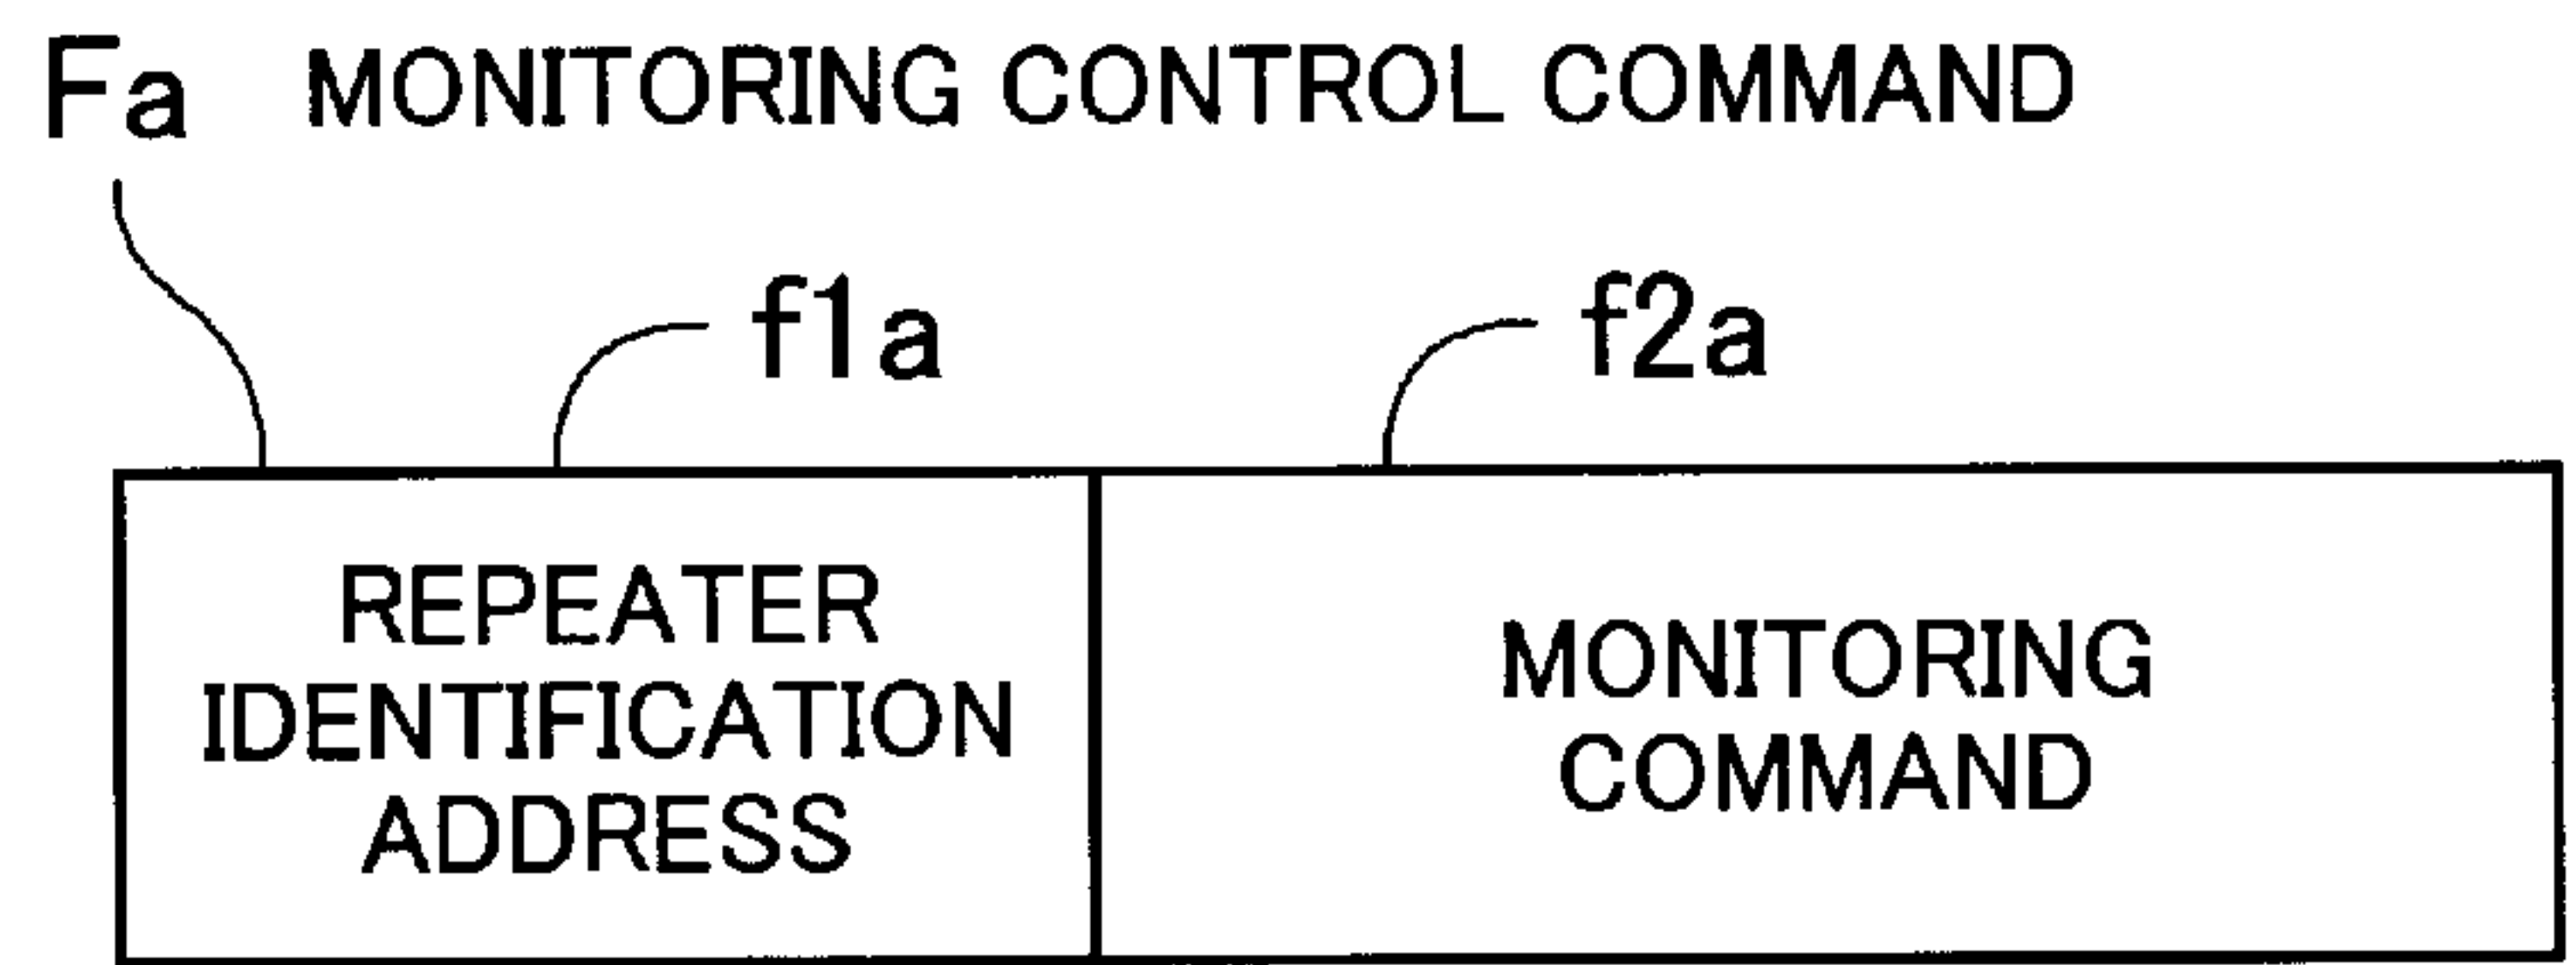 Fa MONITORING CONTROL COMMAND
f1a
f2a
REPEATER
IDENTIFICATION
ADDRESS
MONITORING
COMMAND